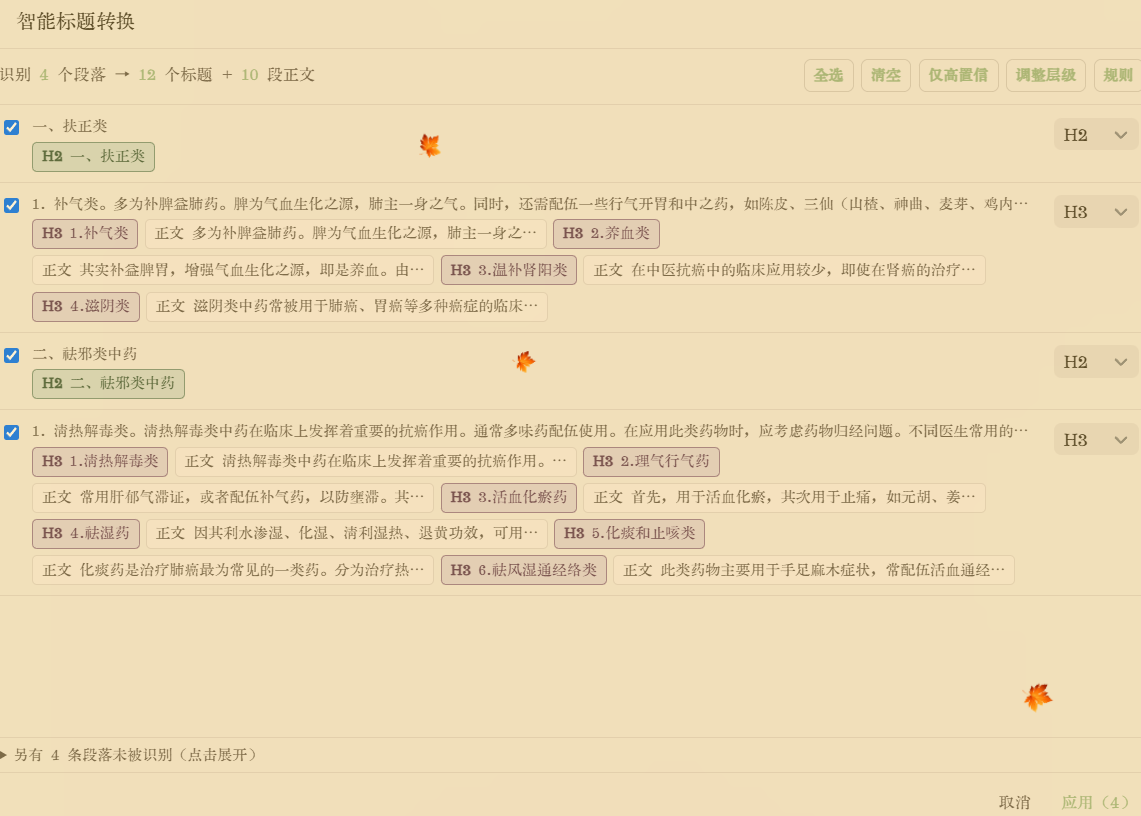 智能标题转换
识别 4 个段落 → 12 个标题 + 10 段正文 全选 清空 仅高置信 调整层级 规则
一、扶正类 H2
H2 一、扶正类
1. 补气类。多为补脾益肺药。脾为气血生化之源，肺主一身之气。同时，还需配伍一些行气开胃和中之药，如陈皮、三仙（山楂、神曲、麦芽、鸡内… H3
H3 1.补气类 正文 多为补脾益肺药。脾为气血生化之源，肺主一身之… H3 2.养血类
正文 其实补益脾胃，增强气血生化之源，即是养血。由… H3 3.温补肾阳类 正文 在中医抗癌中的临床应用较少，即使在肾癌的治疗…
H3 4.滋阴类 正文 滋阴类中药常被用于肺癌、胃癌等多种癌症的临床…
二、祛邪类中药 H2
H2 二、祛邪类中药
1. 清热解毒类。清热解毒类中药在临床上发挥着重要的抗癌作用。通常多味药配伍使用。在应用此类药物时，应考虑药物归经问题。不同医生常用的… H3
H3 1.清热解毒类 正文 清热解毒类中药在临床上发挥着重要的抗癌作用。… H3 2.理气行气药
正文 常用肝郁气滞证，或者配伍补气药，以防壅滞。其… H3 3.活血化瘀药 正文 首先，用于活血化瘀，其次用于止痛，如元胡、姜…
H3 4.祛湿药 正文 因其利水渗湿、化湿、清利湿热、退黄功效，可用… H3 5.化痰和止咳类
正文 化痰药是治疗肺癌最为常见的一类药。分为治疗热… H3 6.祛风湿通经络类 正文 此类药物主要用于手足麻木症状，常配伍活血通经…
另有 4 条段落未被识别（点击展开）
取消 应用（4）